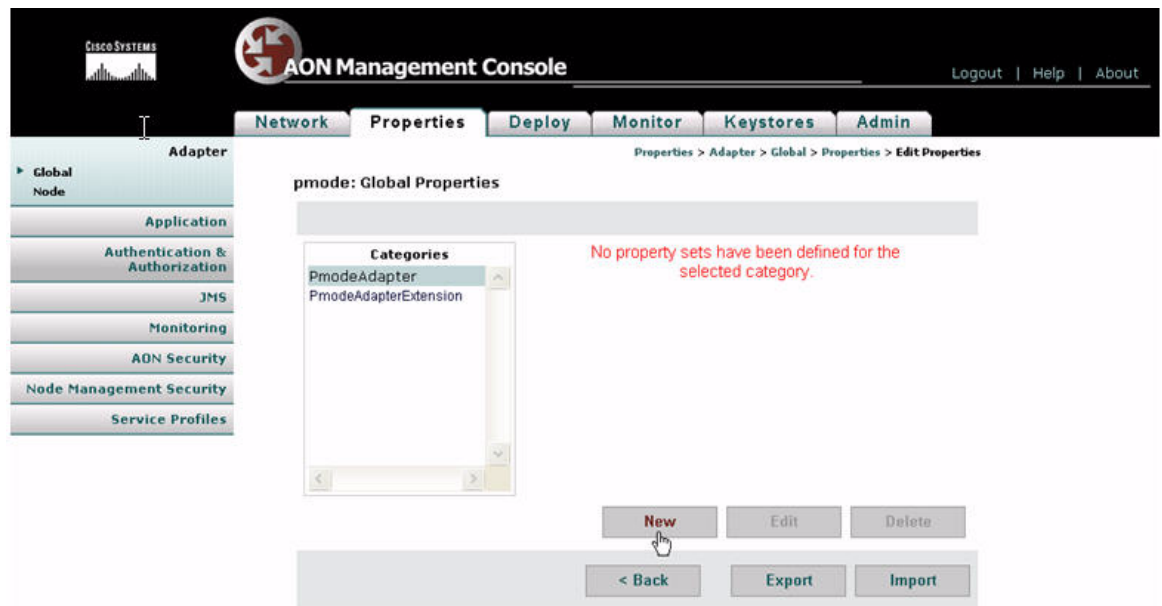 CISCO SYSTEMS
AON Management Console
Logout | Help | About
Network Properties Deploy Monitor Keystores Admin
Adapter
Global
Node
Application
Authentication &
Authorization
JMS
Monitoring
AON Security
Node Management Security
Service Profiles
Properties > Adapter > Global > Properties > Edit Properties
pmode: Global Properties
Categories
PmodeAdapter
PmodeAdapterExtension
No property sets have been defined for the
selected category.
New Edit Delete
< Back Export Import